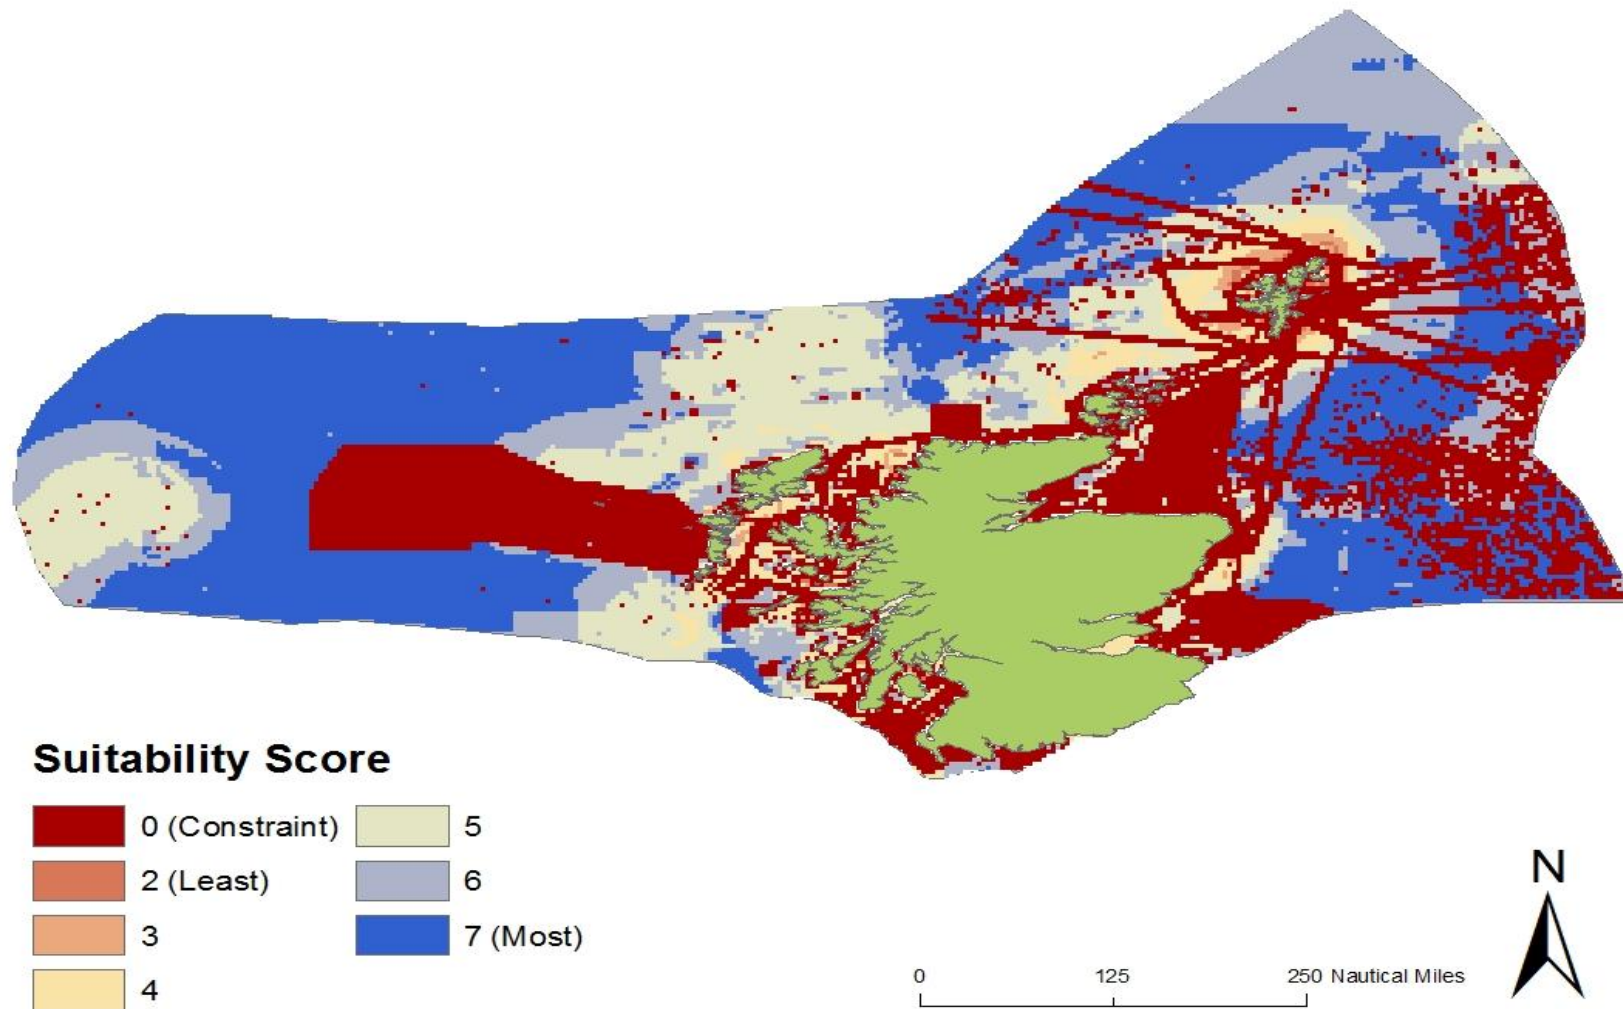 Suitability Score
0 (Constraint)
2 (Least)
3
4
5
6
7 (Most)
0 125 250 Nautical Miles
N